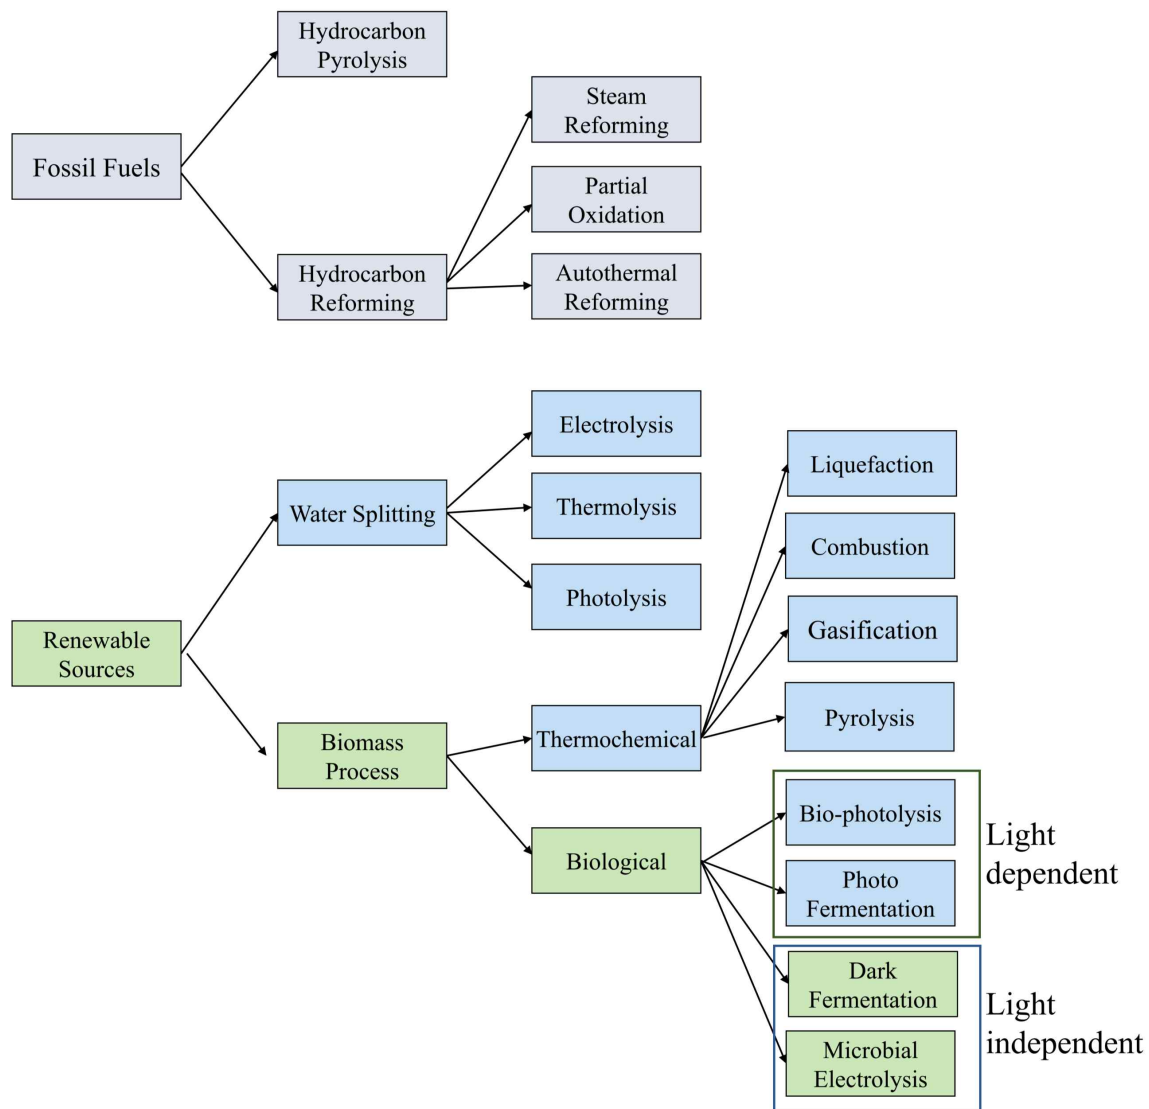 Hydrocarbon
Pyrolysis
Steam
Reforming
Fossil Fuels
Partial
Oxidation
Hydrocarbon
Reforming
Autothermal
Reforming
Electrolysis
Liquefaction
Water Splitting
Thermolysis
Combustion
Photolysis
Gasification
Renewable
Sources
Pyrolysis
Biomass
Process
Thermochemical
Bio-photolysis
Light
dependent
Biological
Photo
Fermentation
Dark
Fermentation
Light
independent
Microbial
Electrolysis